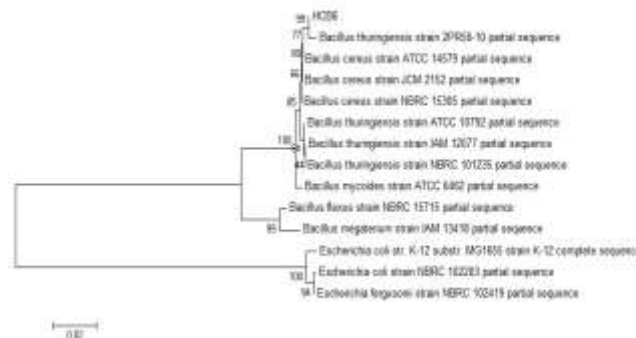 Bacillus thuringiensis strain 2PR56-10 partial sequence
77
Bacillus cereus strain ATCC 14579 partial sequence
Bacillus cereus strain JCM 2152 partial sequence
Bacillus cereus strain NBRC 15305 partial sequence
Bacillus thuringiensis strain ATCC 10792 partial sequence
100
Bacillus thuringiensis strain IAM 12077 partial sequence
Bacillus thuringiensis strain NBRC 101235 partial sequence
Bacillus mycoides strain ATCC 6462 partial sequence
Bacillus flexus strain NBRC 15715 partial sequence
Bacillus megaterium strain IAM 13418 partial sequence
Escherichia coli str. K-12 substr. MG1655 strain K-12 complete sequence
100
Escherichia coli strain NBRC 102203 partial sequence
Escherichia fergusonii strain NBRC 102419 partial sequence
0.02